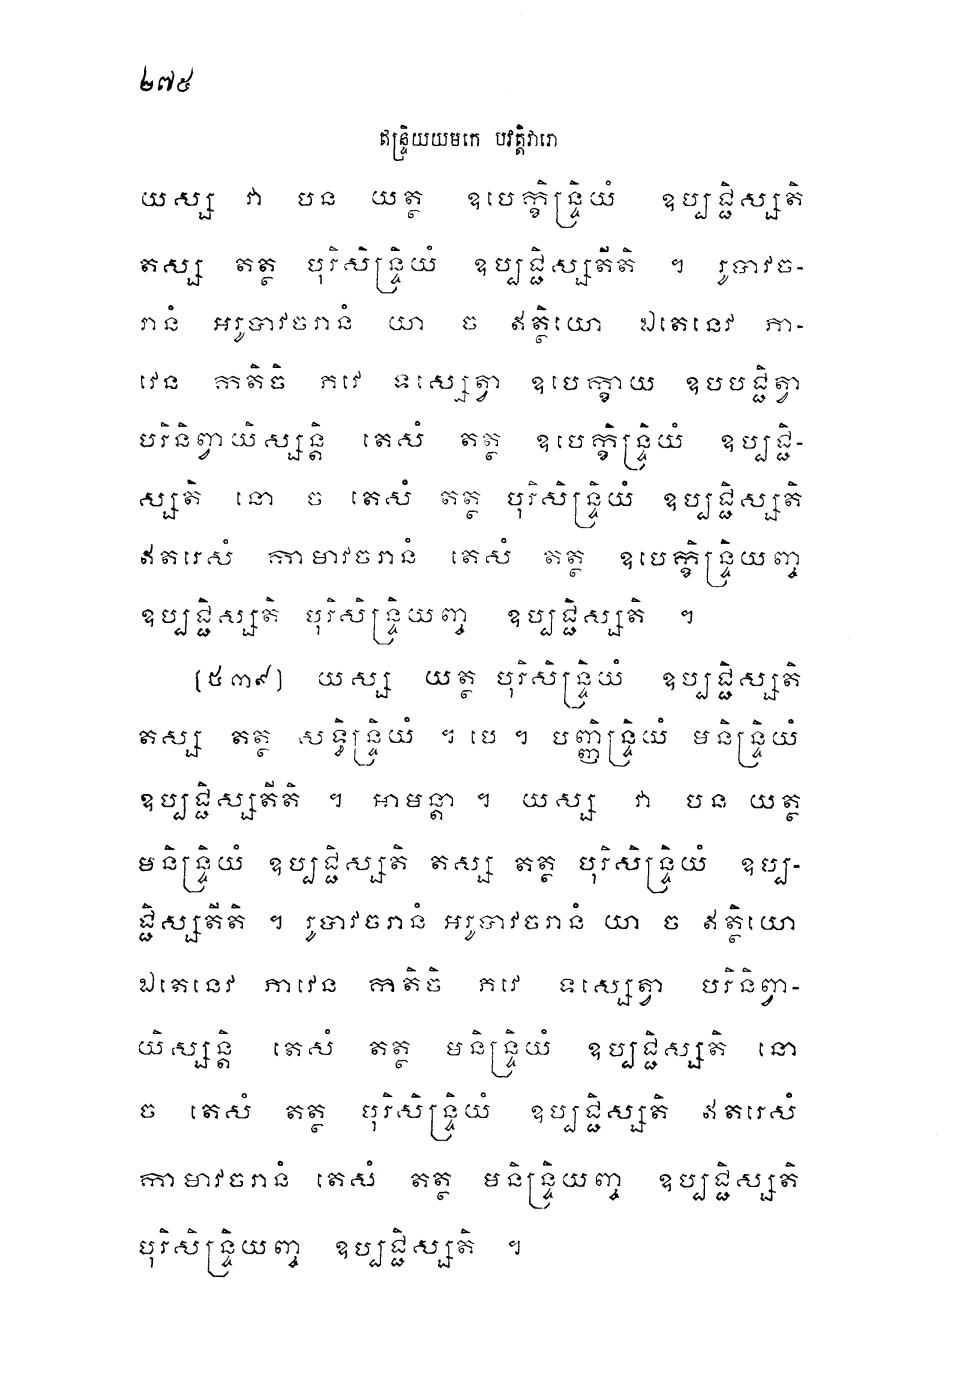 ២៧៥
ឥន្ទ្រិយយមកេ បវត្តិវារោ
យស្ស វា បន យត្ថ ឧបេក្ខិន្ទ្រិយំ ឧប្បជ្ជិស្សតិ
តស្ស តត្ថ បុរិសិន្ទ្រិយំ ឧប្បជ្ជិស្សតីតិ ។ រូបាវច-
រានំ អរូបាវចរានំ យា ច ឥត្ថិយោ ឯតេនេវ ភា-
វេន កាតិចិ ភវេ ទស្សេត្វា ឧបេក្ខាយ ឧបបជ្ជិត្វា
បរិនិព្វាយិស្សន្តិ តេសំ តត្ថ ឧបេក្ខិន្ទ្រិយំ ឧប្បជ្ជិ-
ស្សតិ នោ ច តេសំ តត្ថ បុរិសិន្ទ្រិយំ ឧប្បជ្ជិស្សតិ
ឥតរេសំ កាមាវចរានំ តេសំ តត្ថ ឧបេក្ខិន្ទ្រិយញ្ច
ឧប្បជ្ជិស្សតិ បុរិសិន្ទ្រិយញ្ច ឧប្បជ្ជិស្សតិ ។
[៥៣៩] យស្ស យត្ថ បុរិសិន្ទ្រិយំ ឧប្បជ្ជិស្សតិ
តស្ស តត្ថ សទ្ធិន្ទ្រិយំ ។ បេ ។ បញ្ញិន្ទ្រិយំ មនិន្ទ្រិយំ
ឧប្បជ្ជិស្សតីតិ ។ អាមន្តា ។ យស្ស វា បន យត្ថ
មនិន្ទ្រិយំ ឧប្បជ្ជិស្សតិ តស្ស តត្ថ បុរិសិន្ទ្រិយំ ឧប្ប-
ជ្ជិស្សតីតិ ។ រូបាវចរានំ អរូបាវចរានំ យា ច ឥត្ថិយោ
ឯតេនេវ ភាវេន កាតិចិ ភវេ ទស្សេត្វា បរិនិព្វា-
យិស្សន្តិ តេសំ តត្ថ មនិន្ទ្រិយំ ឧប្បជ្ជិស្សតិ នោ
ច តេសំ តត្ថ បុរិសិន្ទ្រិយំ ឧប្បជ្ជិស្សតិ ឥតរេសំ
កាមាវចរានំ តេសំ តត្ថ មនិន្ទ្រិយញ្ច ឧប្បជ្ជិស្សតិ
បុរិសិន្ទ្រិយញ្ច ឧប្បជ្ជិស្សតិ ។